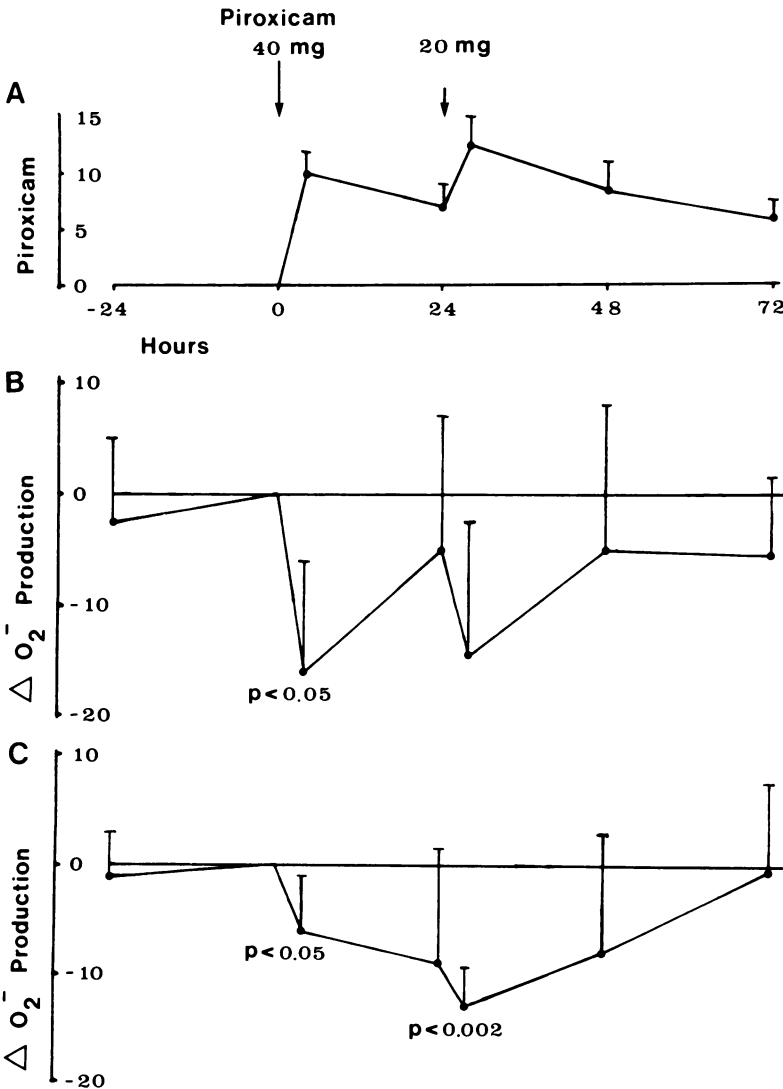 Piroxicam
40 mg
20 mg
A
15
10
5
0
Piroxicam
-24 0 24 48 72
Hours
B
10
0
-10
-20
Δ O₂⁻ Production
p<0.05
C
10
0
-10
-20
Δ O₂⁻ Production
p<0.05
p<0.002